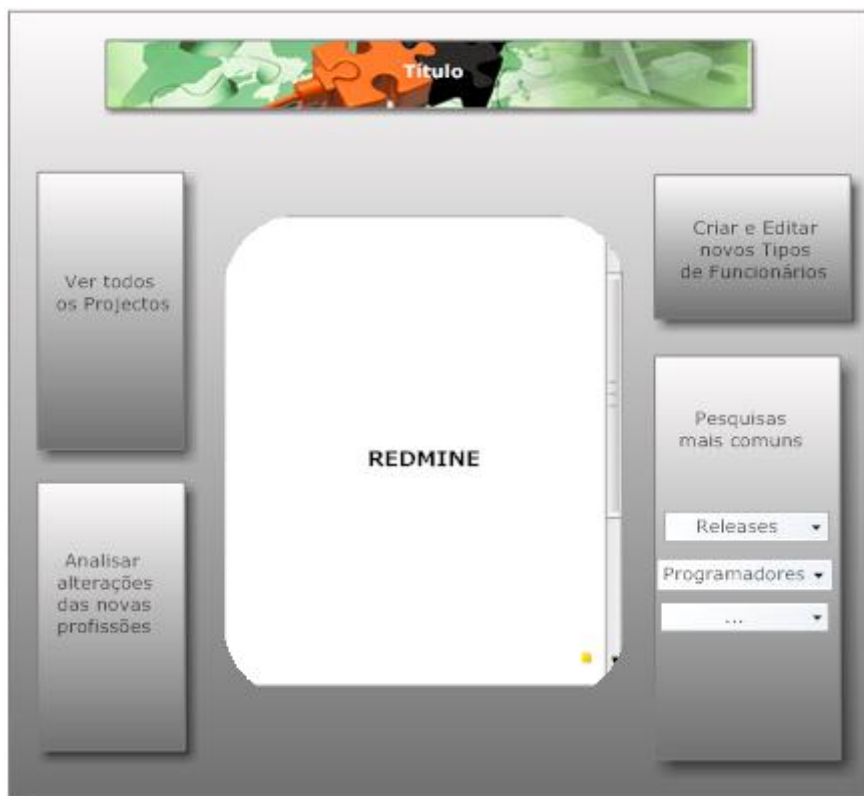 Título
Ver todos
os Projectos
Analisar
alterações
das novas
profissões
REDMINE
Criar e Editar
novos Tipos
de Funcionários
Pesquisas
mais comuns
Releases
Programadores
...